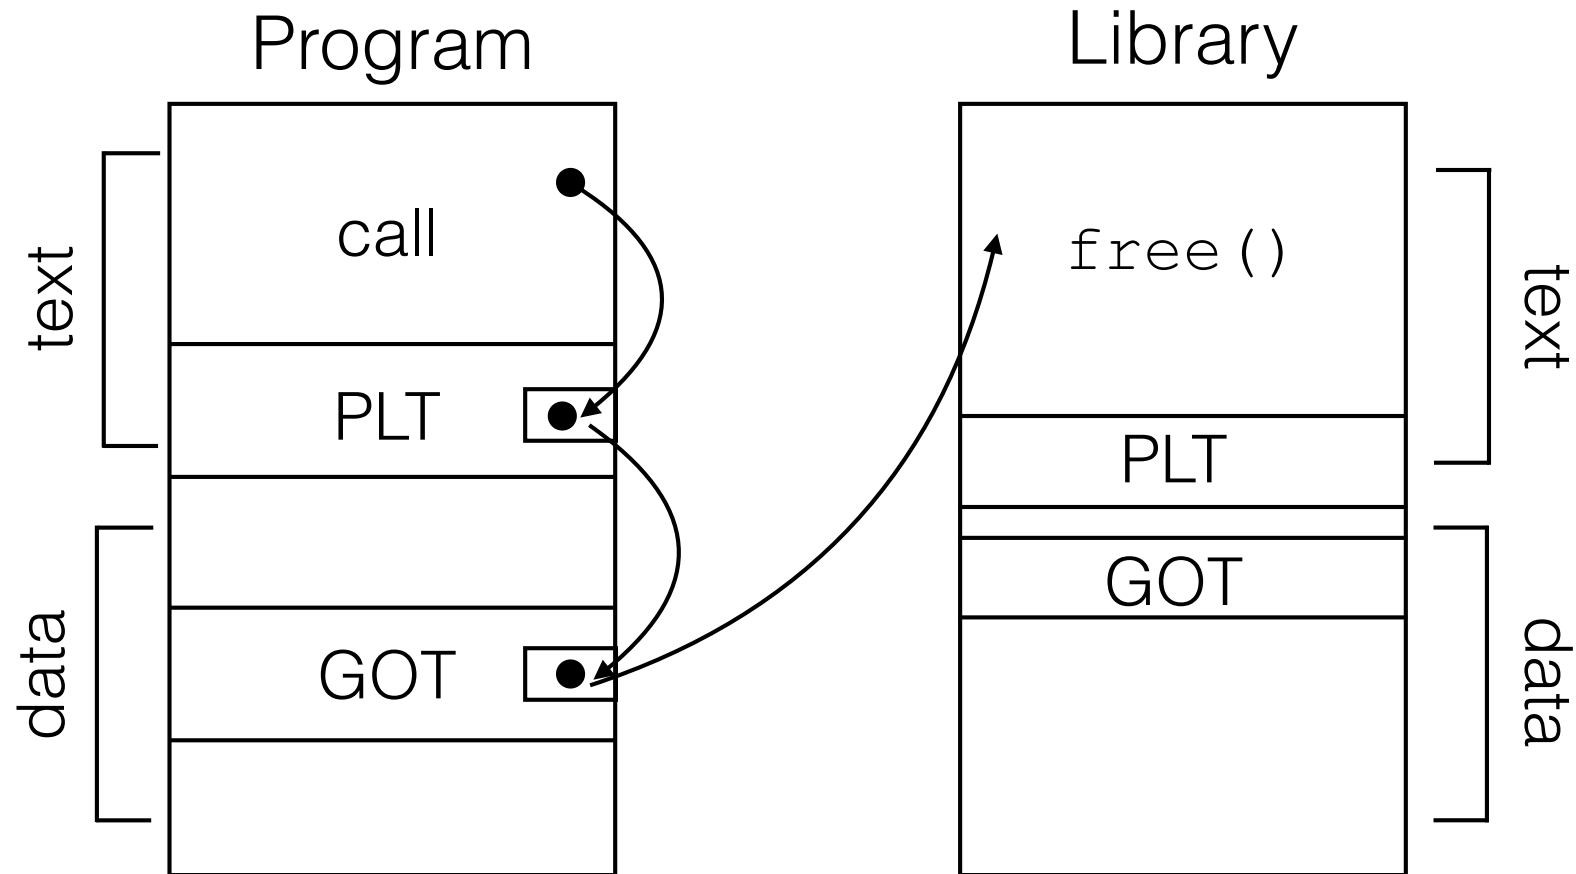 Program
text
call
PLT
data
GOT
Library
free()
text
PLT
GOT
data